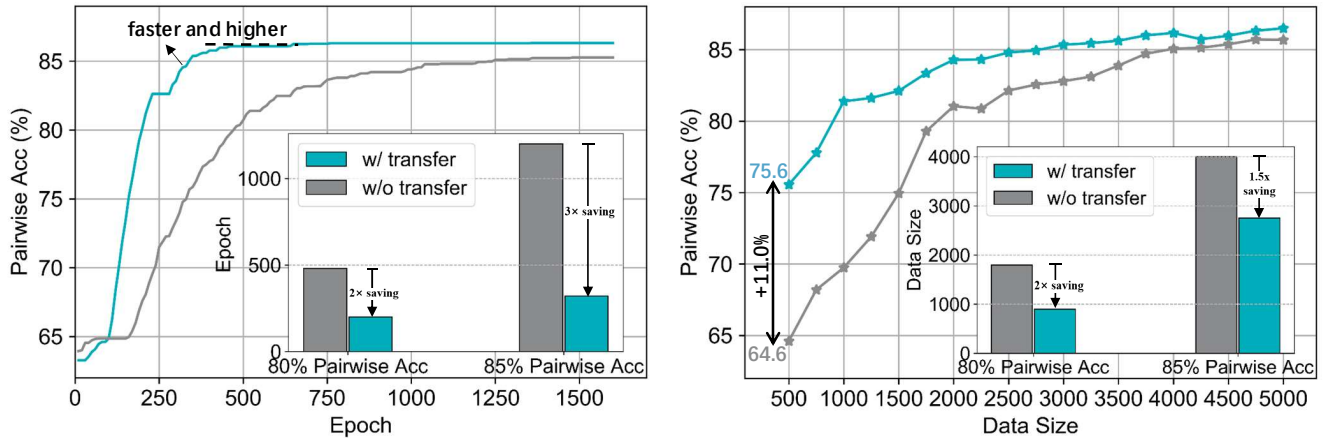 faster and higher
85
80
75
70
65
Pairwise Acc (%)
0
250
500
750
1000
1250
1500
Epoch
w/ transfer
w/o transfer
1000
500
0
Epoch
2× saving
3× saving
80% Pairwise Acc
85% Pairwise Acc
85
80
75
70
65
Pairwise Acc (%)
75.6
+11.0%
64.6
500
1000
1500
2000
2500
3000
3500
4000
4500
5000
Data Size
w/ transfer
w/o transfer
4000
3000
2000
1000
0
Data Size
2× saving
1.5x
saving
80% Pairwise Acc
85% Pairwise Acc